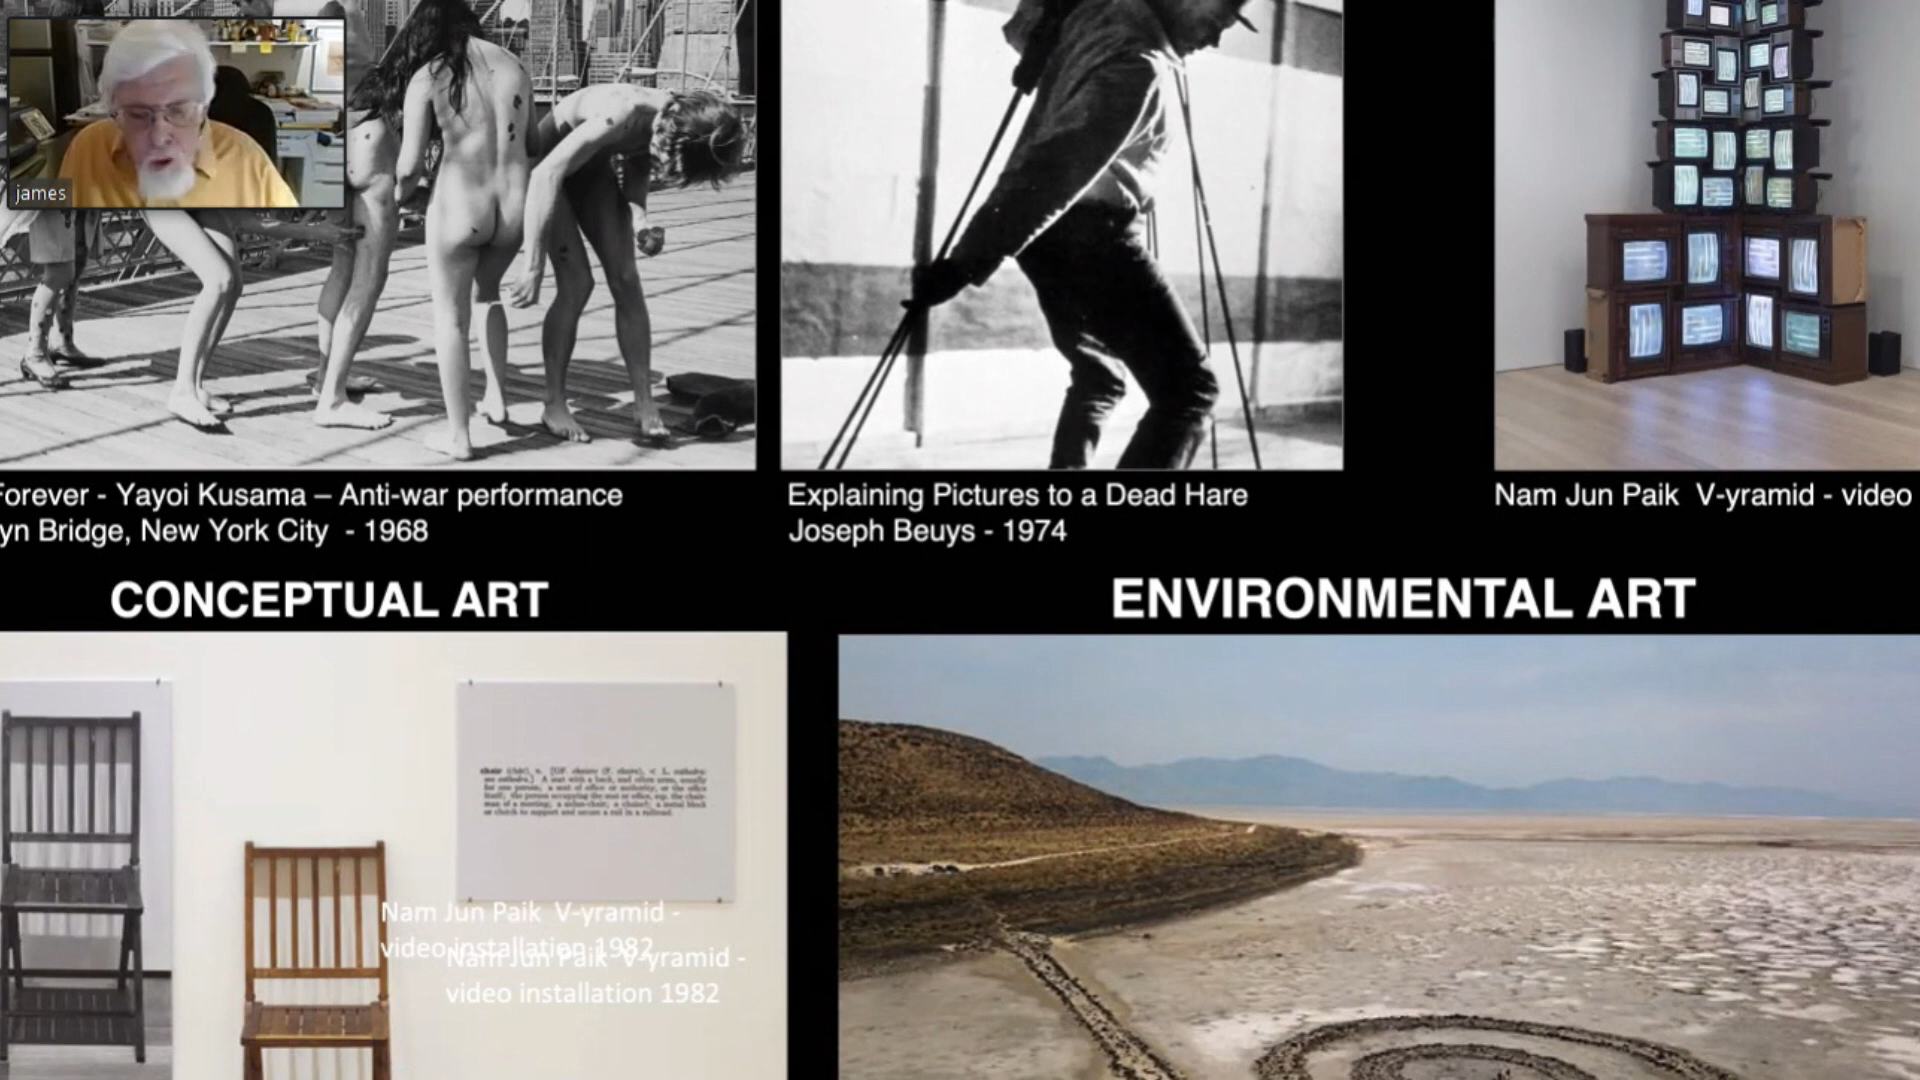 james
Forever - Yayoi Kusama – Anti-war performance
yn Bridge, New York City - 1968
Explaining Pictures to a Dead Hare
Joseph Beuys - 1974
Nam Jun Paik V-yramid - video
CONCEPTUAL ART
ENVIRONMENTAL ART
Nam Jun Paik V-yramid -
video installation 1982
Nam Jun Paik V-yramid -
video installation 1982